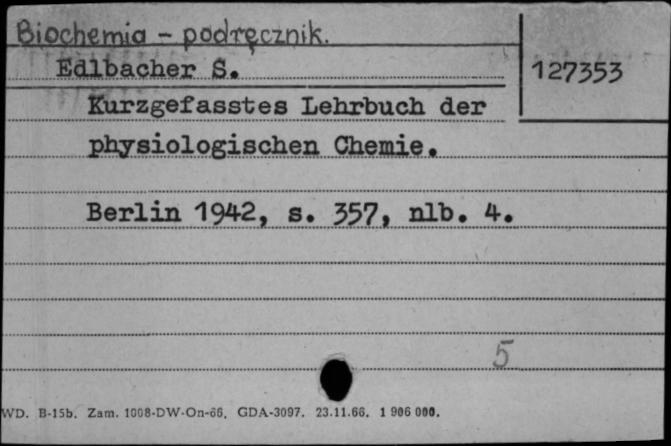 Biochemia - podręcznik.
Edlbacher S.
127353
Kurzgefasstes Lehrbuch der
physiologischen Chemie.
Berlin 1942, s. 357, nlb. 4.
5
WD. B-15b. Zam. 1008-DW-On-66. GDA-3097. 23.11.66. 1 906 000.